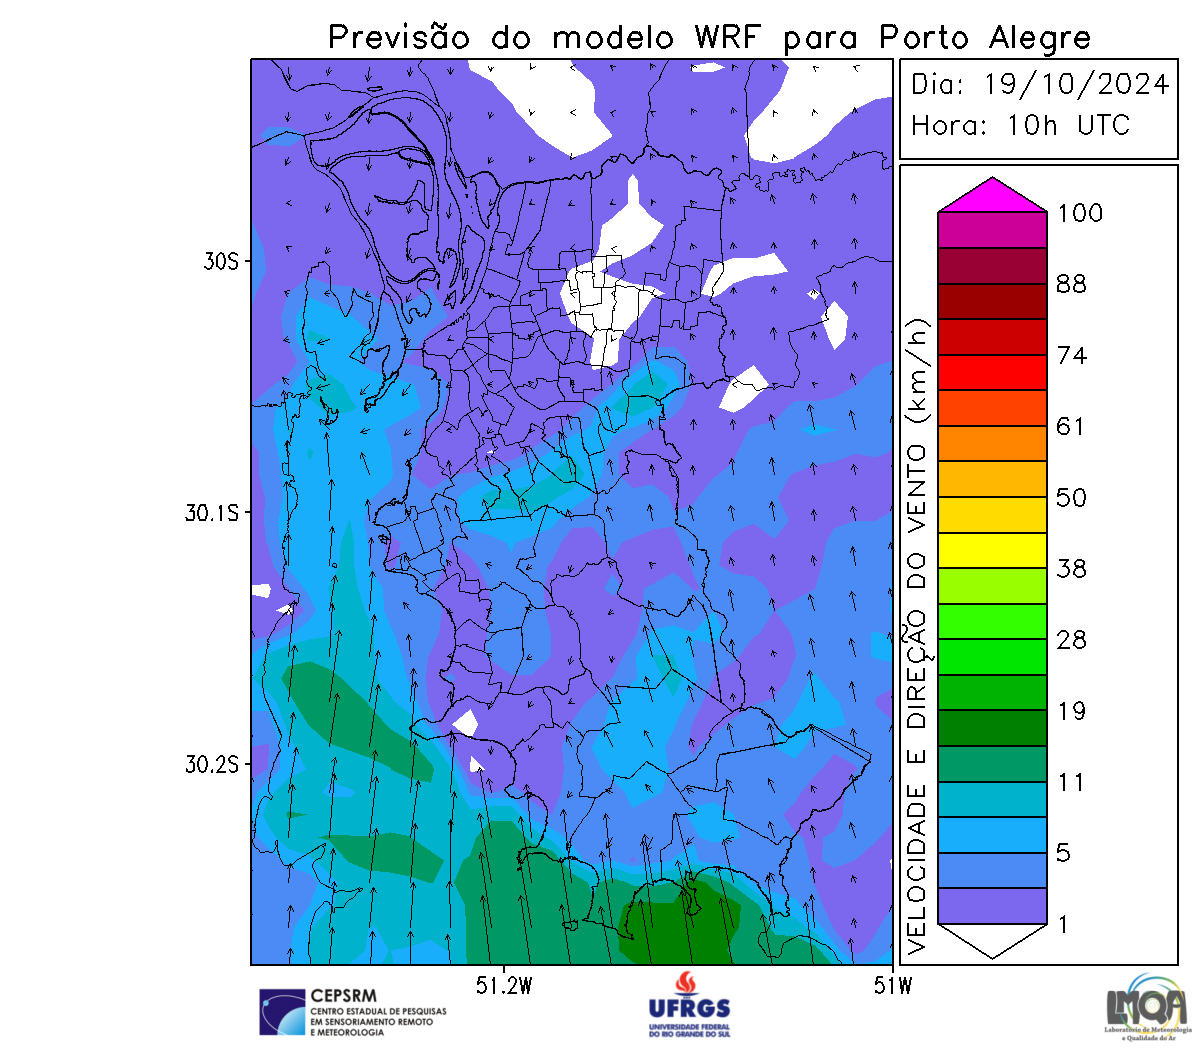 Previsão do modelo WRF para Porto Alegre
Dia: 19/10/2024
Hora: 10h UTC
VELOCIDADE E DIREÇÃO DO VENTO (km/h)
100
88
74
61
50
38
28
19
11
5
1
30S
30.1S
30.2S
51.2W
51W
CEPSRM
CENTRO ESTADUAL DE PESQUISAS
EM SENSORIAMENTO REMOTO
E METEOROLOGIA
UFRGS
UNIVERSIDADE FEDERAL
DO RIO GRANDE DO SUL
LMQA
Laboratório de Meteorologia
e Qualidade do Ar